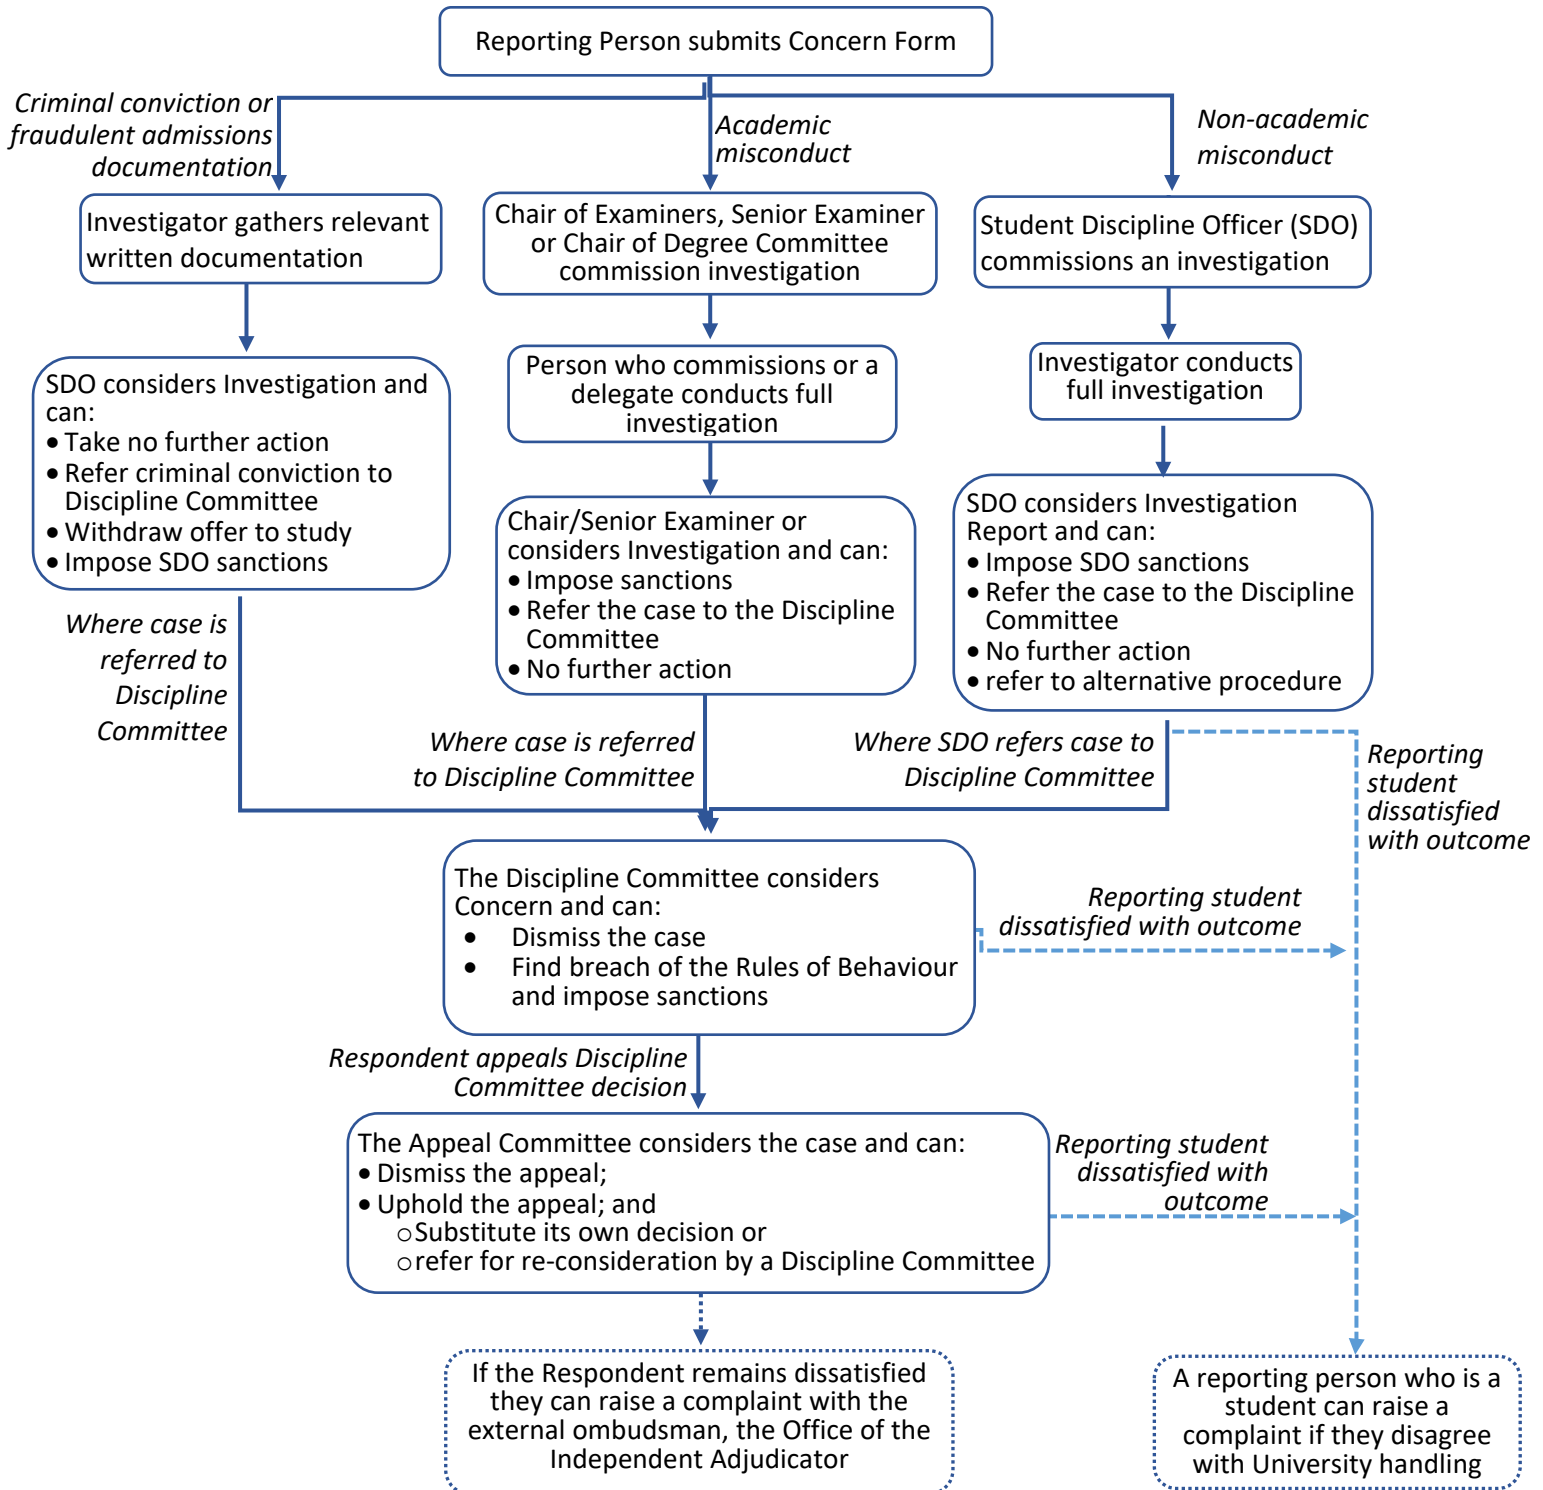 Reporting Person submits Concern Form
Criminal conviction or
fraudulent admissions
documentation
Academic
misconduct
Non-academic
misconduct
Investigator gathers relevant
written documentation
Chair of Examiners, Senior Examiner
or Chair of Degree Committee
commission investigation
Student Discipline Officer (SDO)
commissions an investigation
SDO considers Investigation and
can:
• Take no further action
• Refer criminal conviction to
Discipline Committee
• Withdraw offer to study
• Impose SDO sanctions
Person who commissions or a
delegate conducts full
investigation
Investigator conducts
full investigation
Chair/Senior Examiner or
considers Investigation and can:
• Impose sanctions
• Refer the case to the Discipline
Committee
• No further action
SDO considers Investigation
Report and can:
• Impose SDO sanctions
• Refer the case to the Discipline
Committee
• No further action
• refer to alternative procedure
Where case is
referred to
Discipline
Committee
Where case is referred
to Discipline Committee
Where SDO refers case to
Discipline Committee
Reporting
student
dissatisfied
with outcome
The Discipline Committee considers
Concern and can:
• Dismiss the case
• Find breach of the Rules of Behaviour
and impose sanctions
Reporting student
dissatisfied with outcome
Respondent appeals Discipline
Committee decision
The Appeal Committee considers the case and can:
• Dismiss the appeal;
• Uphold the appeal; and
o Substitute its own decision or
o refer for re-consideration by a Discipline Committee
Reporting student
dissatisfied with
outcome
If the Respondent remains dissatisfied
they can raise a complaint with the
external ombudsman, the Office of the
Independent Adjudicator
A reporting person who is a
student can raise a
complaint if they disagree
with University handling